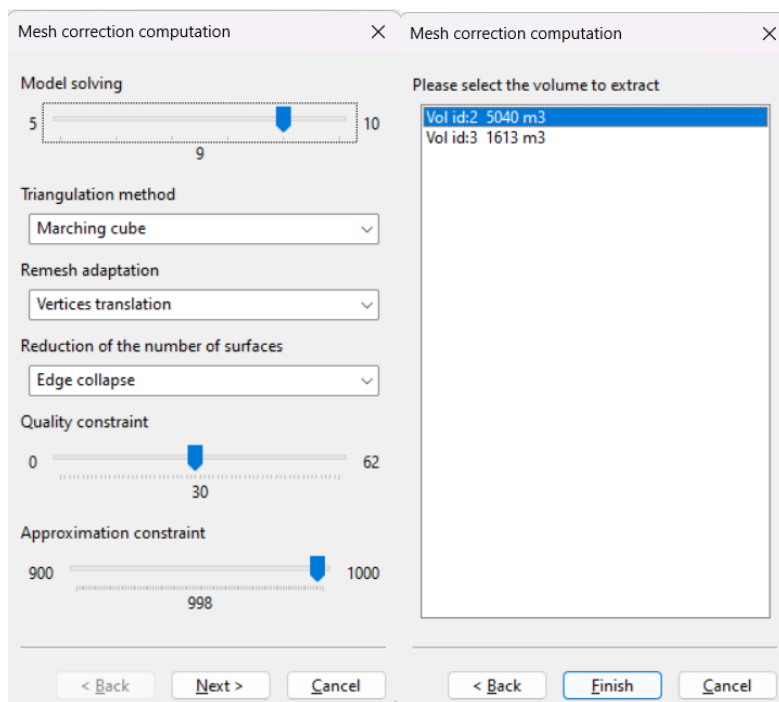 Mesh correction computation
Model solving
5 10
9
Triangulation method
Marching cube
Remesh adaptation
Vertices translation
Reduction of the number of surfaces
Edge collapse
Quality constraint
0 62
30
Approximation constraint
900 1000
998
< Back Next > Cancel
Mesh correction computation
Please select the volume to extract
Vol id:2 5040 m3
Vol id:3 1613 m3
< Back Finish Cancel